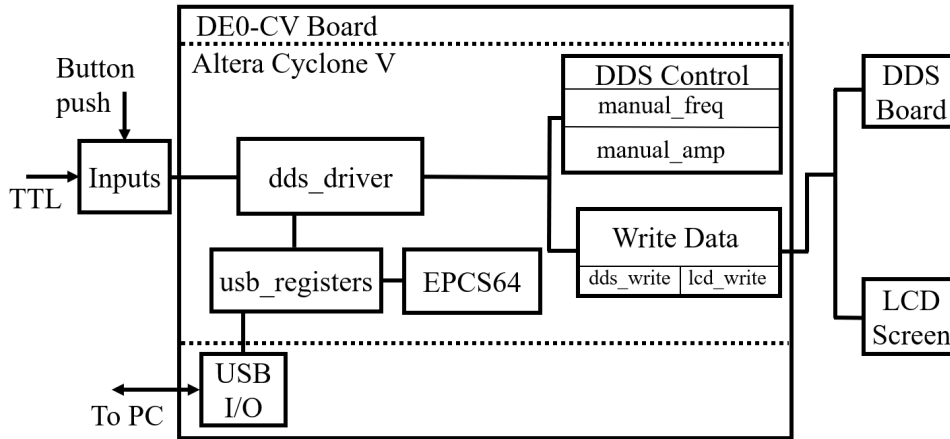 DE0-CV Board
Altera Cyclone V
Button
push
TTL
Inputs
dds_driver
DDS Control
manual_freq
manual_amp
Write Data
dds_write
lcd_write
usb_registers
EPCS64
USB
I/O
To PC
DDS
Board
LCD
Screen